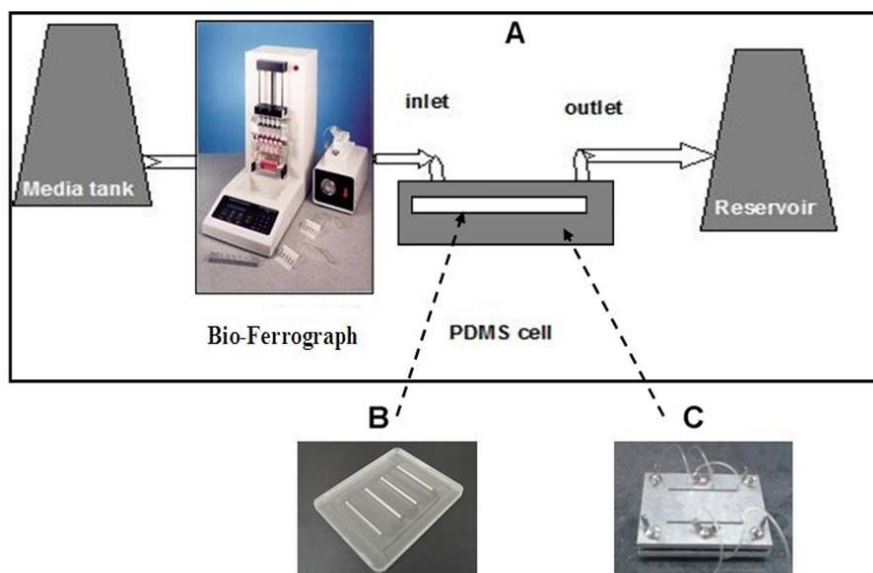 A
inlet
outlet
Media tank
Reservoir
Bio-Ferrograph
PDMS cell
B
C